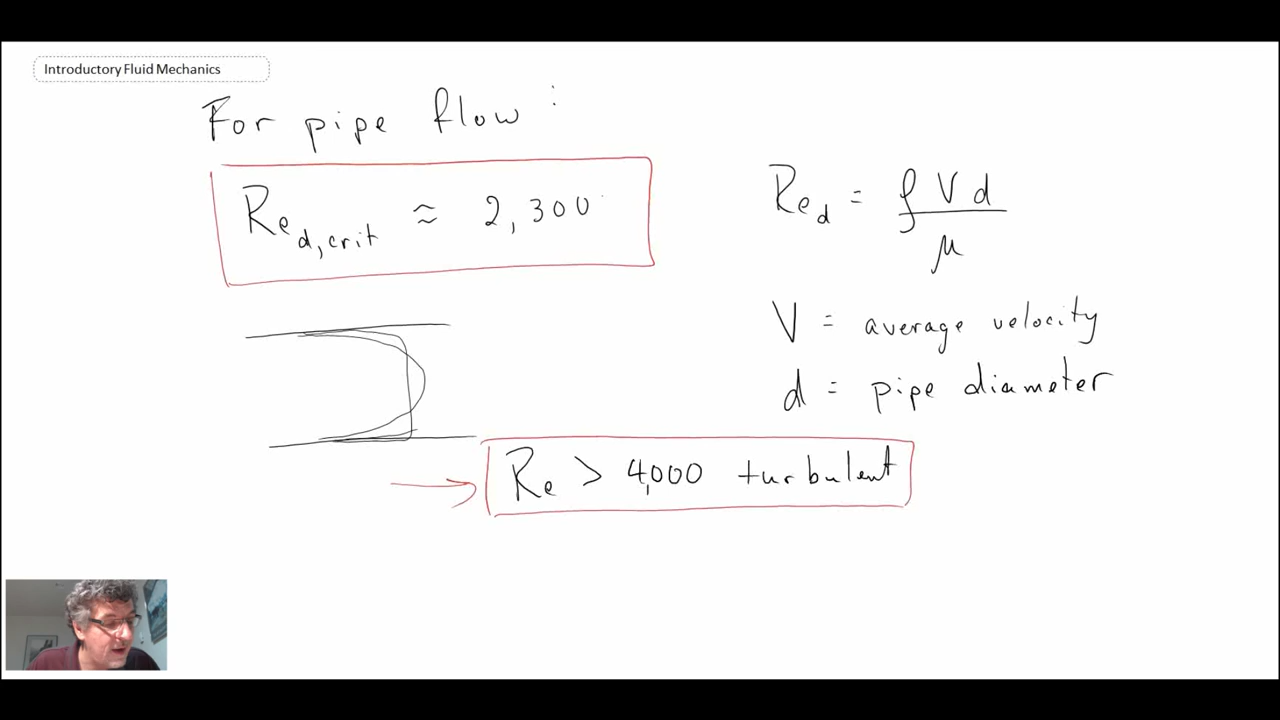 Introductory Fluid Mechanics
For pipe flow :
Re_d,crit ≈ 2,300
Re_d = ρ V d / μ
V = average velocity
d = pipe diameter
Re > 4,000 turbulent